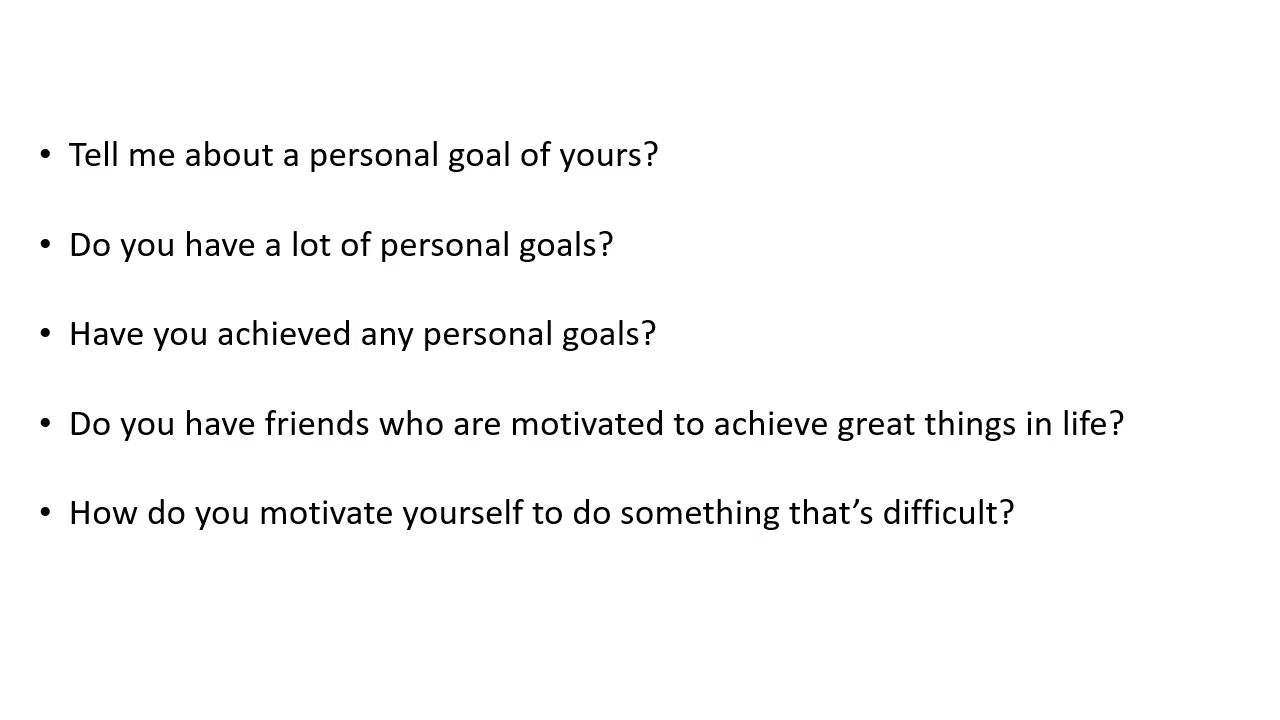 • Tell me about a personal goal of yours?
• Do you have a lot of personal goals?
• Have you achieved any personal goals?
• Do you have friends who are motivated to achieve great things in life?
• How do you motivate yourself to do something that’s difficult?